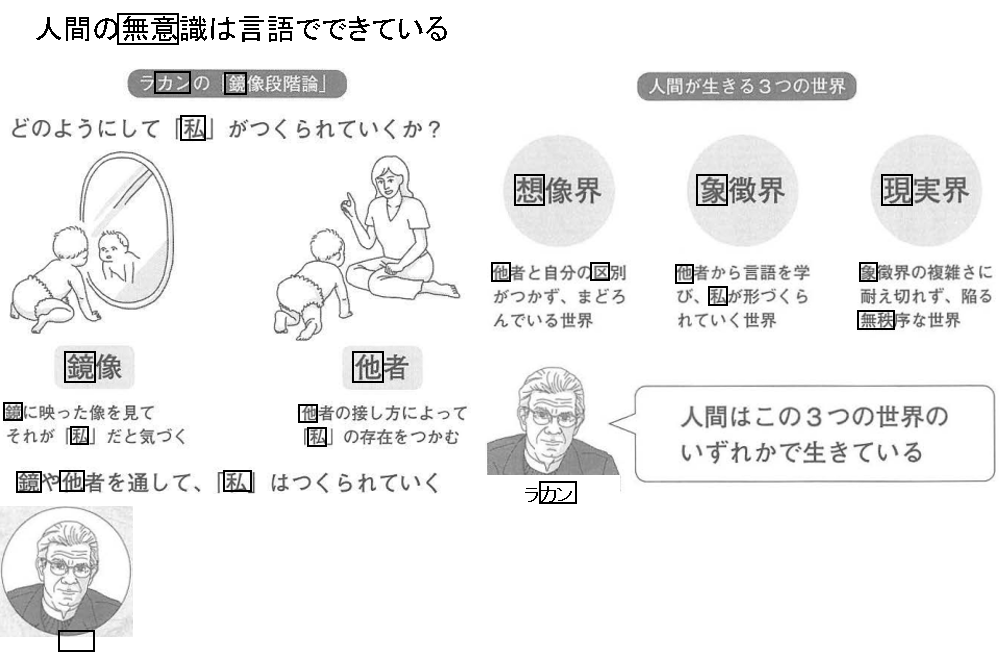 人間の無意識は言語でできている
ラカンの「鏡像段階論」
どのようにして「私」がつくられていくか？
鏡像
鏡に映った像を見て
それが「私」だと気づく
他者
他者の接し方によって
「私」の存在をつかむ
鏡や他者を通して、「私」はつくられていく
人間が生きる３つの世界
想像界
他者と自分の区別
がつかず、まどろ
んでいる世界
象徴界
他者から言語を学
び、私が形づくら
れていく世界
現実界
象徴界の複雑さに
耐え切れず、陥る
無秩序な世界
人間はこの３つの世界の
いずれかで生きている
ラカン